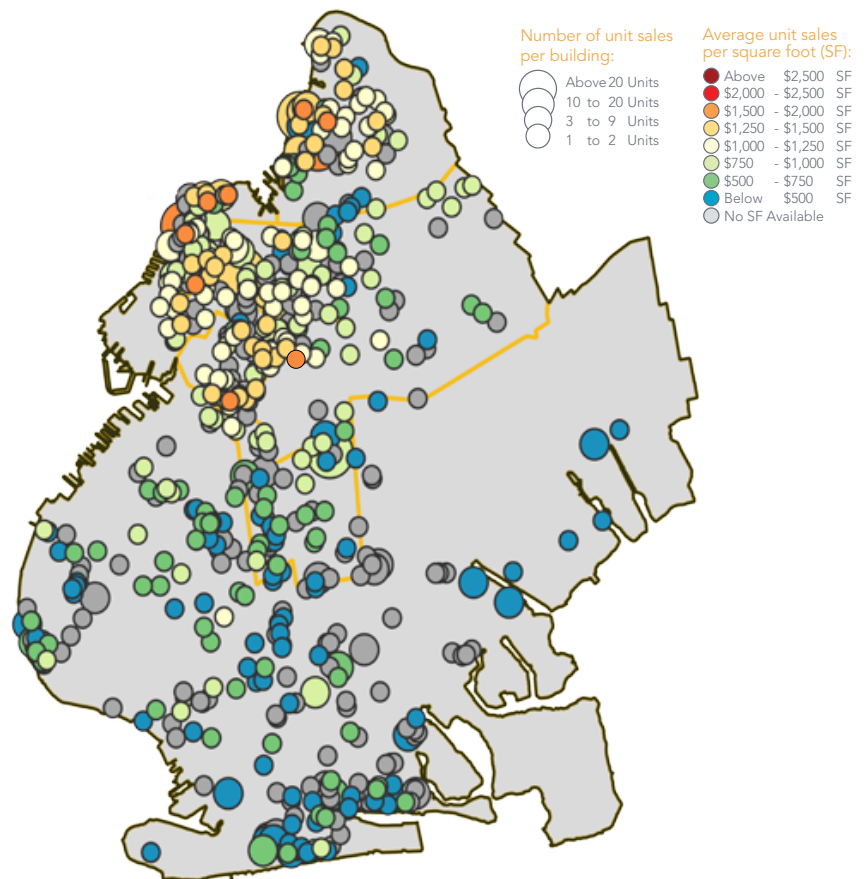 Number of unit sales
per building:
Above 20 Units
10 to 20 Units
3 to 9 Units
1 to 2 Units
Average unit sales
per square foot (SF):
Above $2,500 SF
$2,000 - $2,500 SF
$1,500 - $2,000 SF
$1,250 - $1,500 SF
$1,000 - $1,250 SF
$750 - $1,000 SF
$500 - $750 SF
Below $500 SF
No SF Available